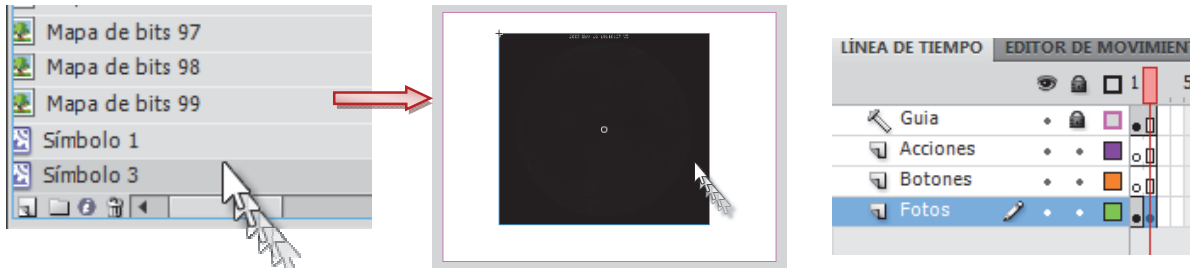 Mapa de bits 97
Mapa de bits 98
Mapa de bits 99
Símbolo 1
Símbolo 3
LÍNEA DE TIEMPO EDITOR DE MOVIMIENT
1 5
Guia
Acciones
Botones
Fotos